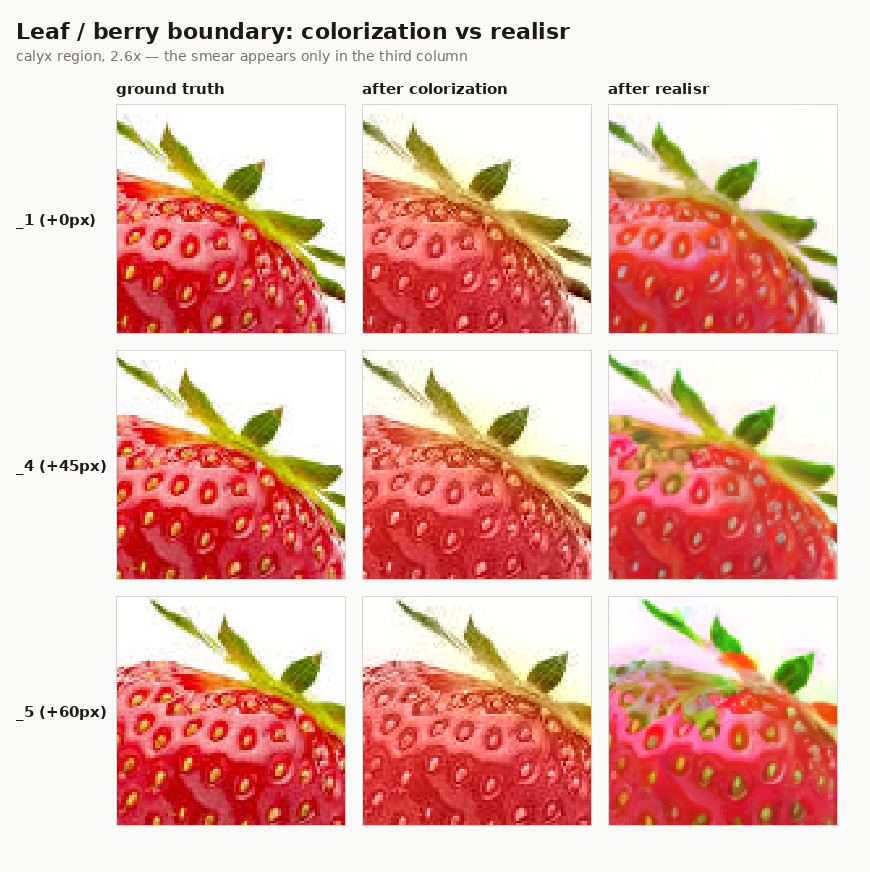 Leaf / berry boundary: colorization vs realisr
calyx region, 2.6x — the smear appears only in the third column
ground truth after colorization after realisr
_1 (+0px)
_4 (+45px)
_5 (+60px)